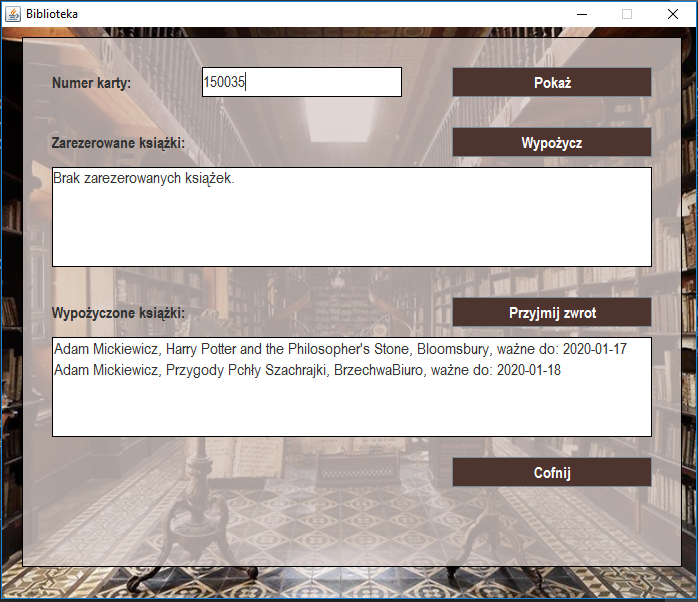 Biblioteka
Numer karty:
150035
Pokaż
Zarezerowane książki:
Wypożycz
Brak zarezerowanych książek.
Wypożyczone książki:
Przyjmij zwrot
Adam Mickiewicz, Harry Potter and the Philosopher's Stone, Bloomsbury, ważne do: 2020-01-17
Adam Mickiewicz, Przygody Pchły Szachrajki, BrzechwaBiuro, ważne do: 2020-01-18
Cofnij